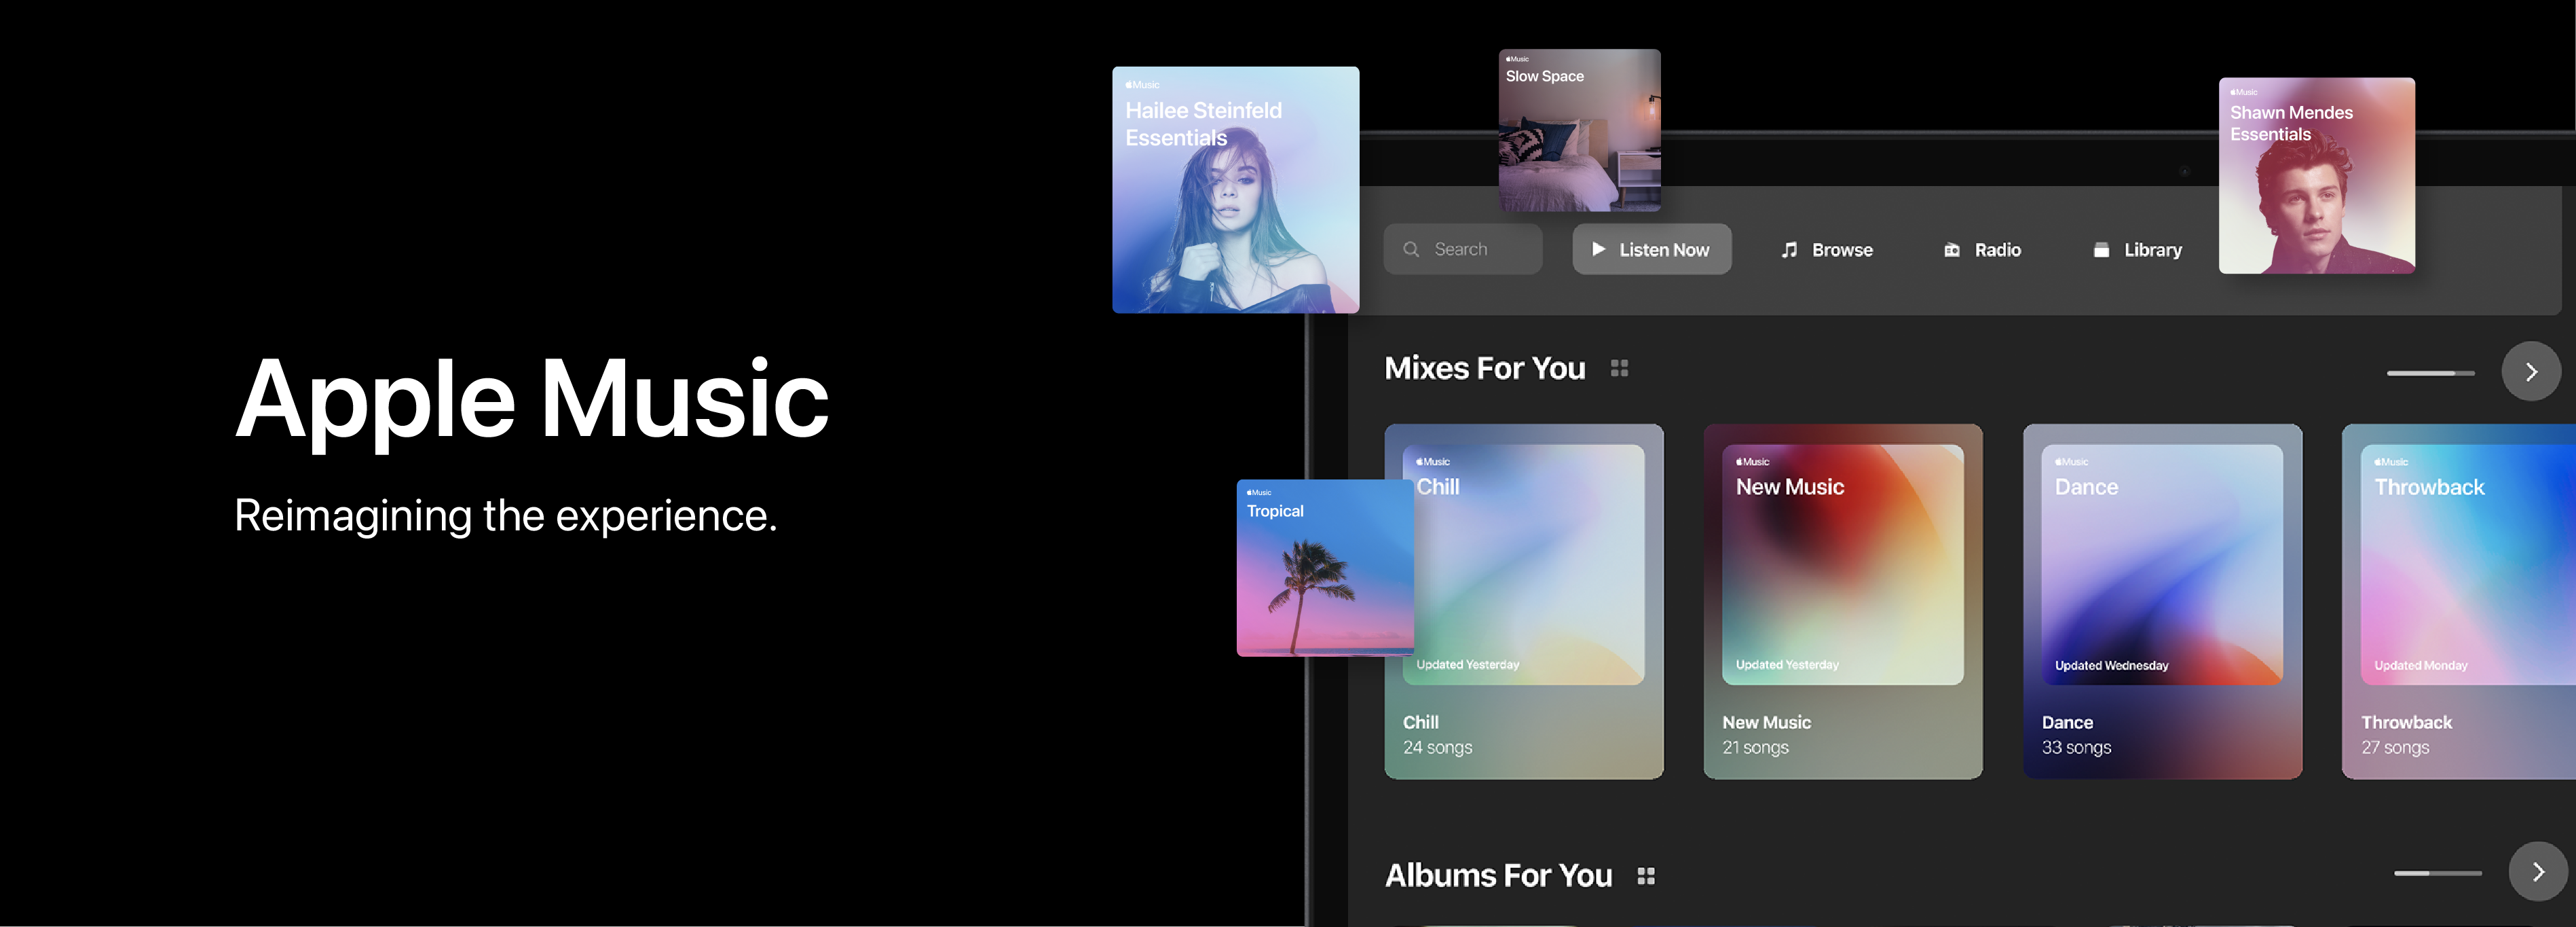 Apple Music
Reimagining the experience.
Music
Hailee Steinfeld
Essentials
Music
Slow Space
Music
Shawn Mendes
Essentials
Search
Listen Now
Browse
Radio
Library
Mixes For You
Music
Tropical
Music
Chill
Updated Yesterday
Chill
24 songs
Music
New Music
Updated Yesterday
New Music
21 songs
Music
Dance
Updated Wednesday
Dance
33 songs
Music
Throwback
Updated Monday
Throwback
27 songs
Albums For You